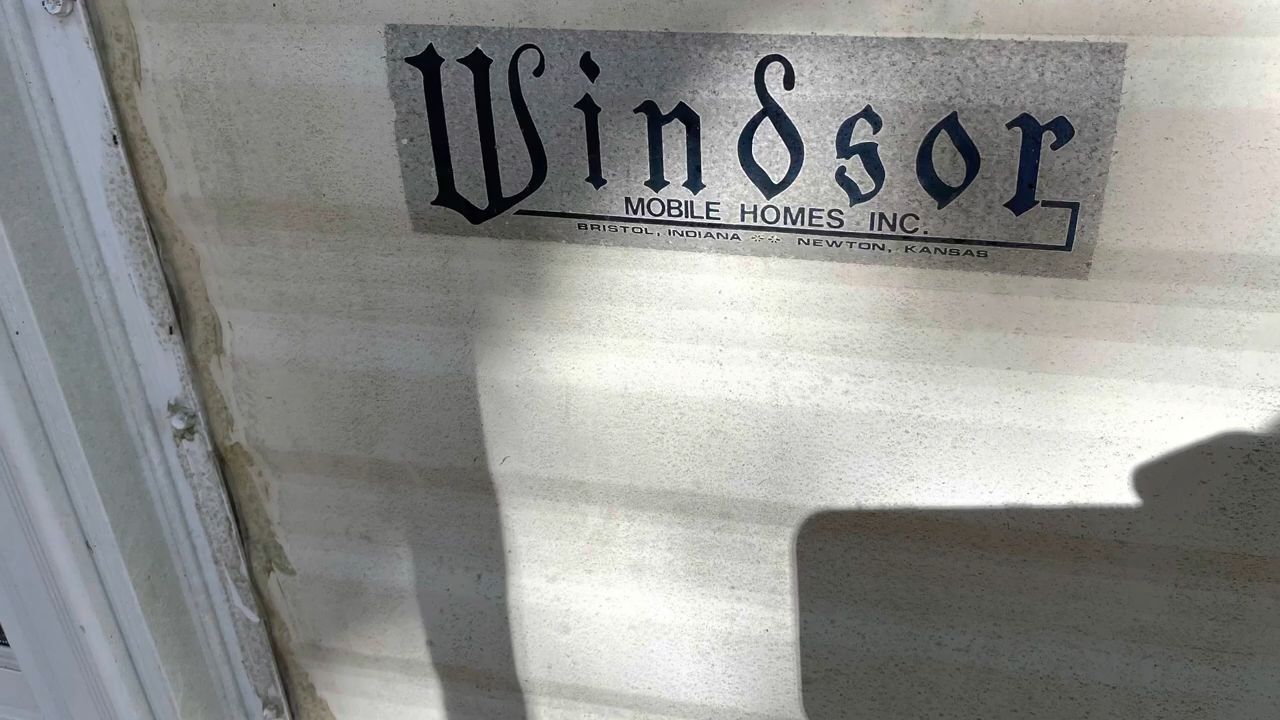 Windsor
MOBILE HOMES INC.
BRISTOL, INDIANA ⁘⁘ NEWTON, KANSAS